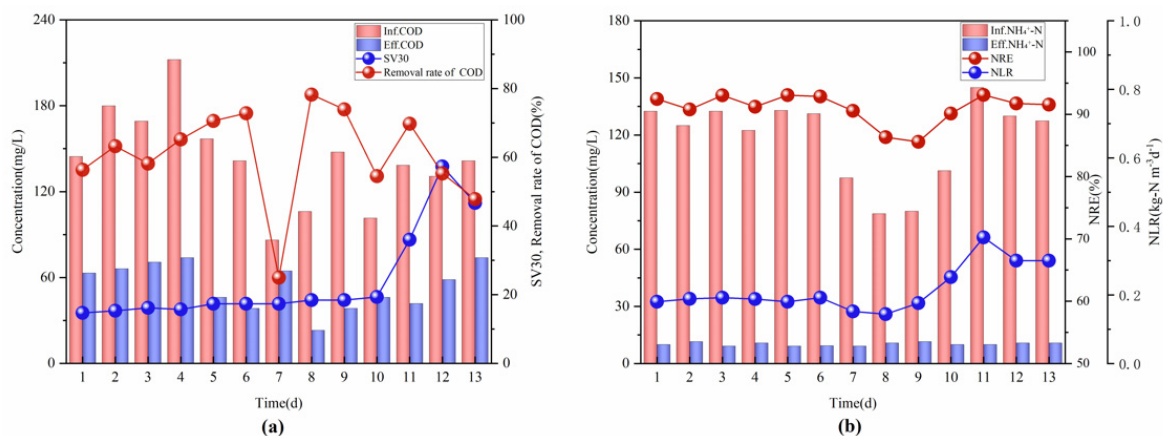 240
180
120
60
0
Concentration(mg/L)
100
80
60
40
20
0
SV30, Removal rate of COD(%)
Inf.COD
Eff.COD
SV30
Removal rate of COD
1 2 3 4 5 6 7 8 9 10 11 12 13
Time(d)
(a)
180
150
120
90
60
30
0
Concentration(mg/L)
100
90
80
70
60
50
NRE(%)
1.0
0.8
0.6
0.4
0.2
0.0
NLR(kg-N m⁻³d⁻¹)
Inf.NH₄⁺-N
Eff.NH₄⁺-N
NRE
NLR
1 2 3 4 5 6 7 8 9 10 11 12 13
Time(d)
(b)